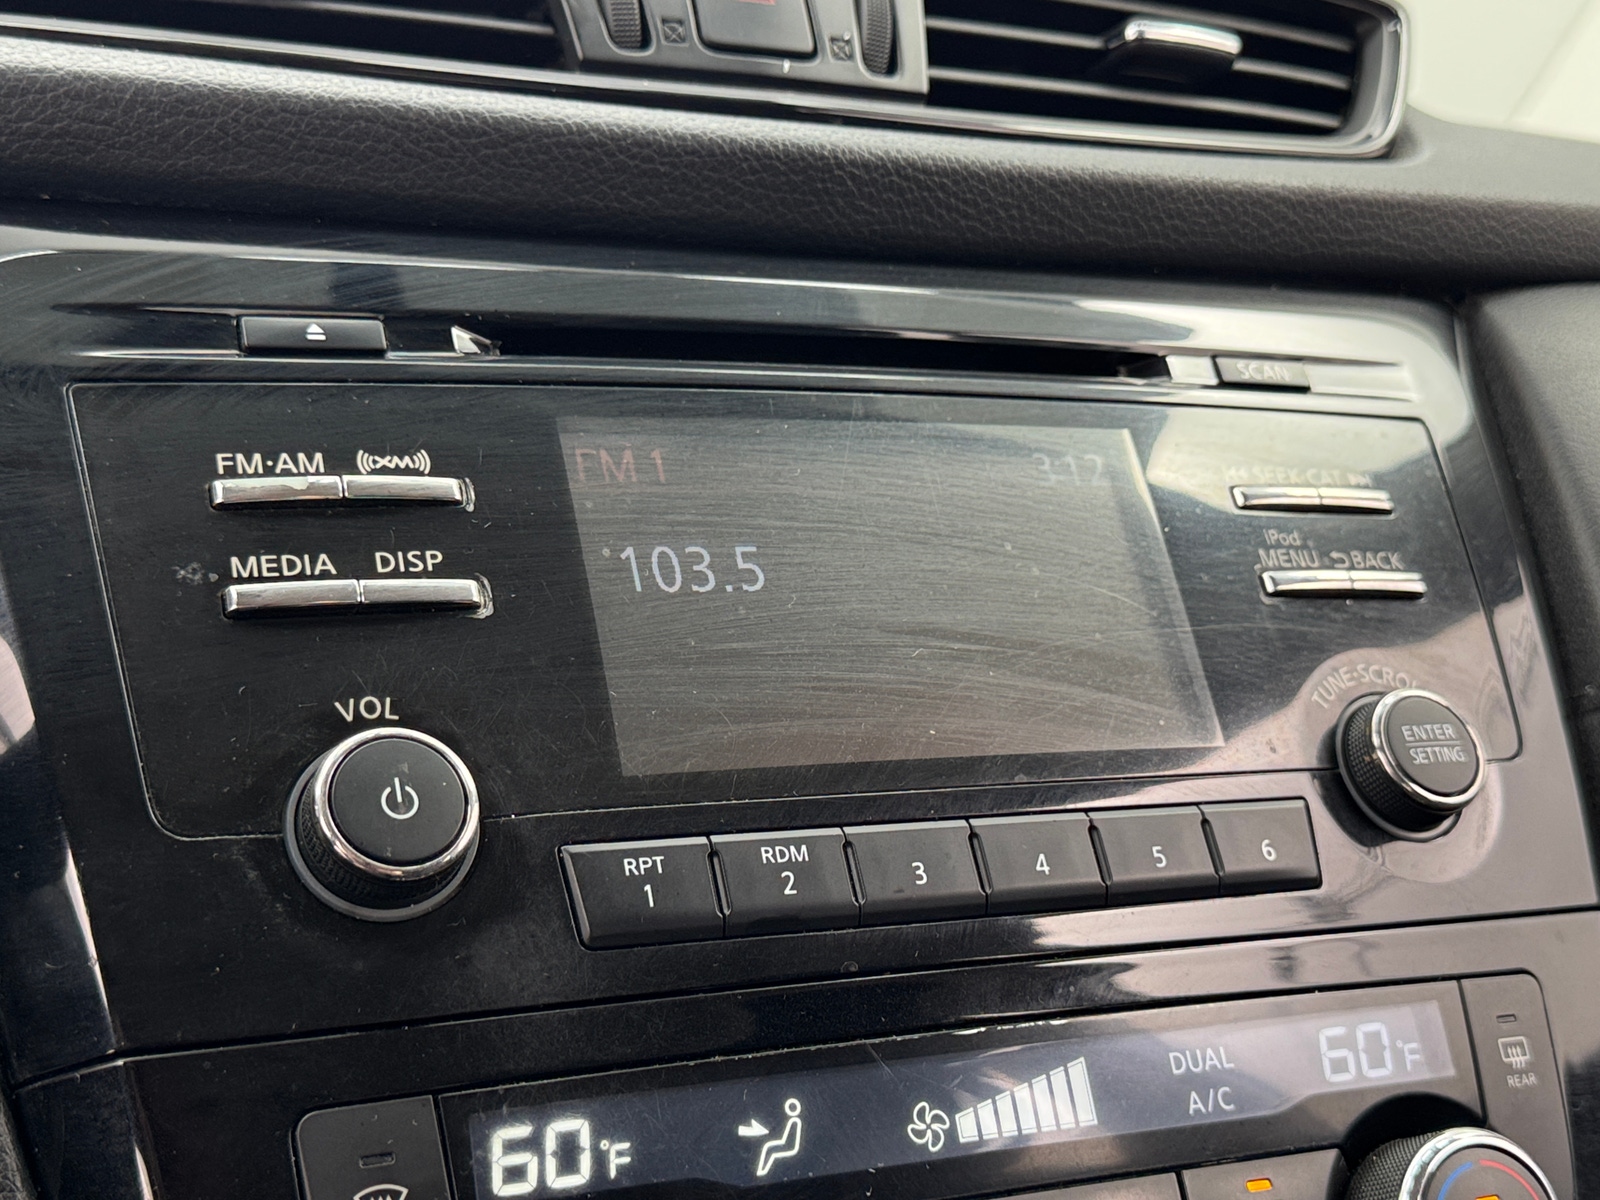 SCAN
FM·AM
XM
FM 1
3:12
SEEK·CAT
103.5
iPod
MEDIA
DISP
MENU
BACK
VOL
TUNE·SCROLL
ENTER
SETTING
RPT
1
RDM
2
3
4
5
6
DUAL
A/C
60°F
60°F
REAR